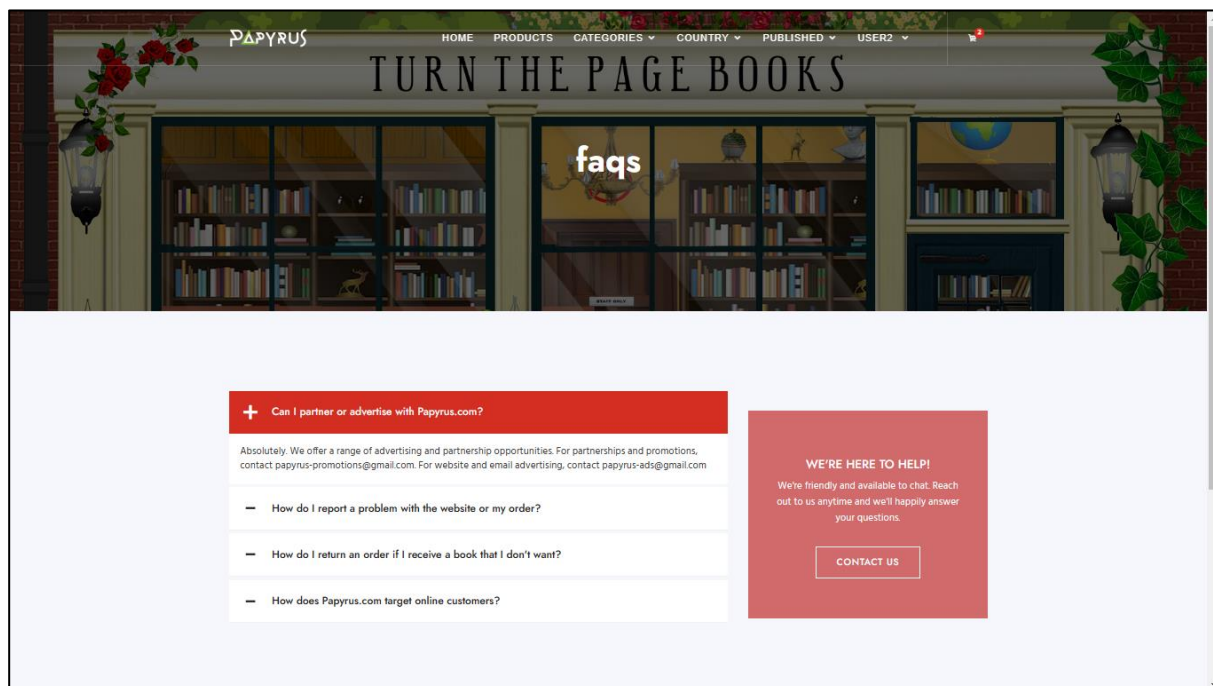 PAPYRUS
HOME PRODUCTS CATEGORIES COUNTRY PUBLISHED USER2 2
TURN THE PAGE BOOKS
faqs
STAFF ONLY
Can I partner or advertise with Papyrus.com?
Absolutely. We offer a range of advertising and partnership opportunities. For partnerships and promotions,
contact papyrus-promotions@gmail.com. For website and email advertising, contact papyrus-ads@gmail.com
How do I report a problem with the website or my order?
How do I return an order if I receive a book that I don't want?
How does Papyrus.com target online customers?
WE'RE HERE TO HELP!
We're friendly and available to chat. Reach
out to us anytime and we'll happily answer
your questions.
CONTACT US